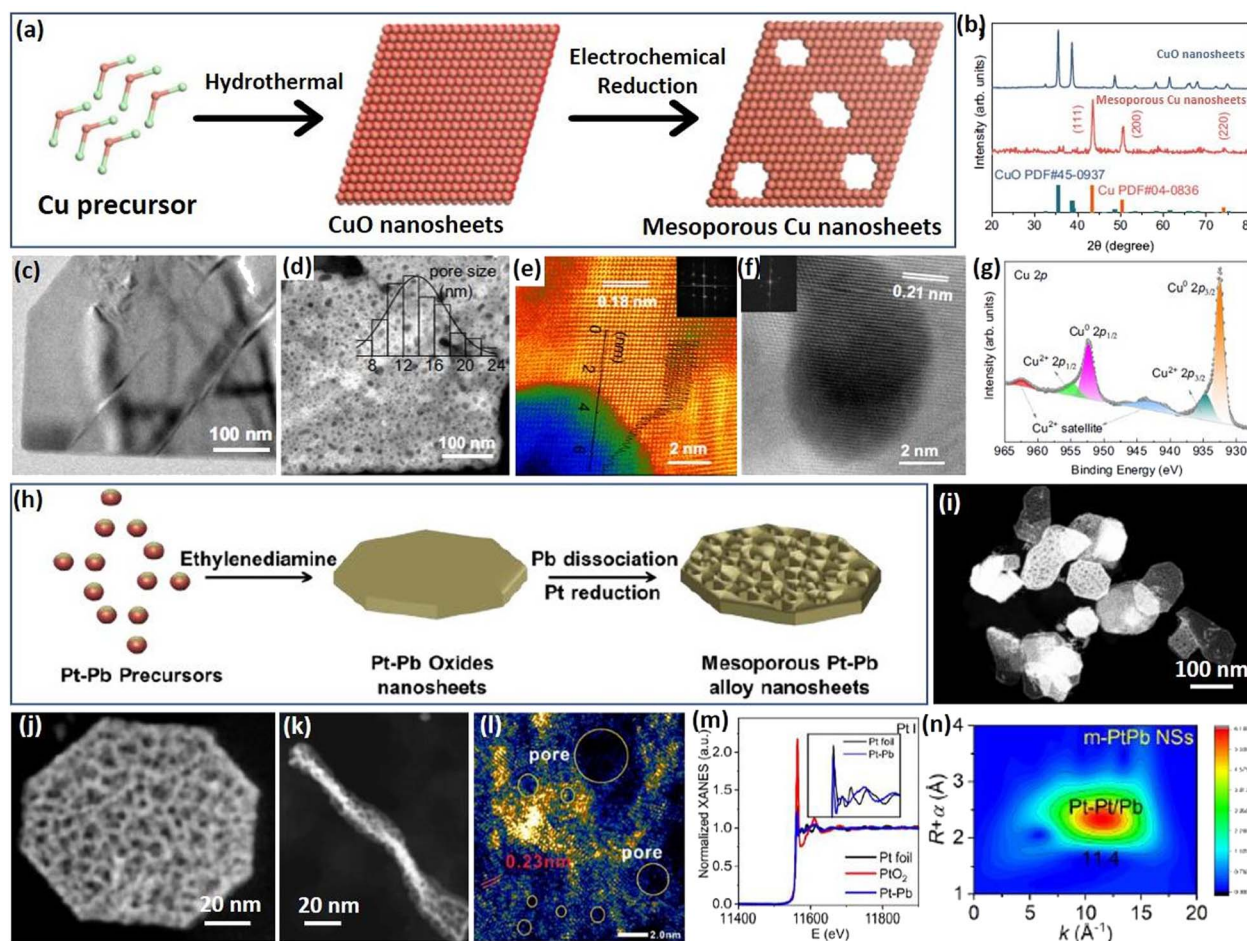 (a)
Hydrothermal
Electrochemical
Reduction
Cu precursor
CuO nanosheets
Mesoporous Cu nanosheets
(b)
Intensity (arb. units)
CuO nanosheets
Mesoporous Cu nanosheets
(111)
(200)
(220)
CuO PDF#45-0937
Cu PDF#04-0836
20 30 40 50 60 70 80
2θ (degree)
(c)
100 nm
(d)
pore size
(nm)
8 12 16 20 24
100 nm
(e)
0.18 nm
0 2 4 6 (nm)
2 nm
(f)
0.21 nm
2 nm
(g)
Cu 2p
Intensity (arb. units)
Cu⁰ 2p3/2
Cu⁰ 2p1/2
Cu²⁺ 2p1/2
Cu²⁺ 2p3/2
Cu²⁺ satellite
965 960 955 950 945 940 935 930
Binding Energy (eV)
(h)
Ethylenediamine
Pb dissociation
Pt reduction
Pt-Pb Precursors
Pt-Pb Oxides
nanosheets
Mesoporous Pt-Pb
alloy nanosheets
(i)
100 nm
(j)
20 nm
(k)
20 nm
(l)
pore
0.23nm
pore
2.0nm
(m)
Normalized XANES (a.u.)
2.0
1.5
1.0
0.5
0.0
Pt l
Pt foil
Pt-Pb
Pt foil
PtO₂
Pt-Pb
11400 11600 11800
E (eV)
(n)
m-PtPb NSs
R+α (Å)
4
3
2
1
Pt-Pt/Pb
11.4
0 5 10 15 20
k (Å⁻¹)